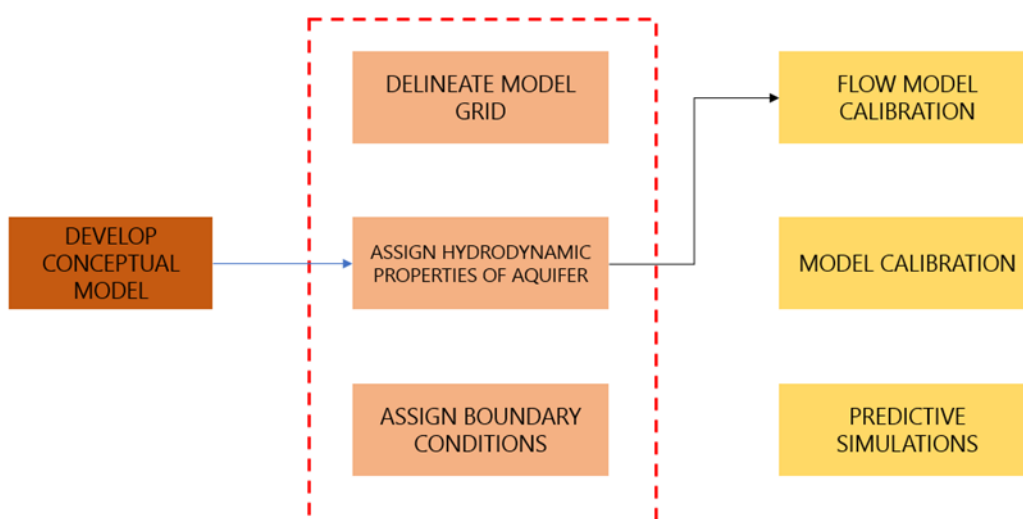 DELINEATE MODEL
GRID
FLOW MODEL
CALIBRATION
DEVELOP
CONCEPTUAL
MODEL
ASSIGN HYDRODYNAMIC
PROPERTIES OF AQUIFER
MODEL CALIBRATION
ASSIGN BOUNDARY
CONDITIONS
PREDICTIVE
SIMULATIONS